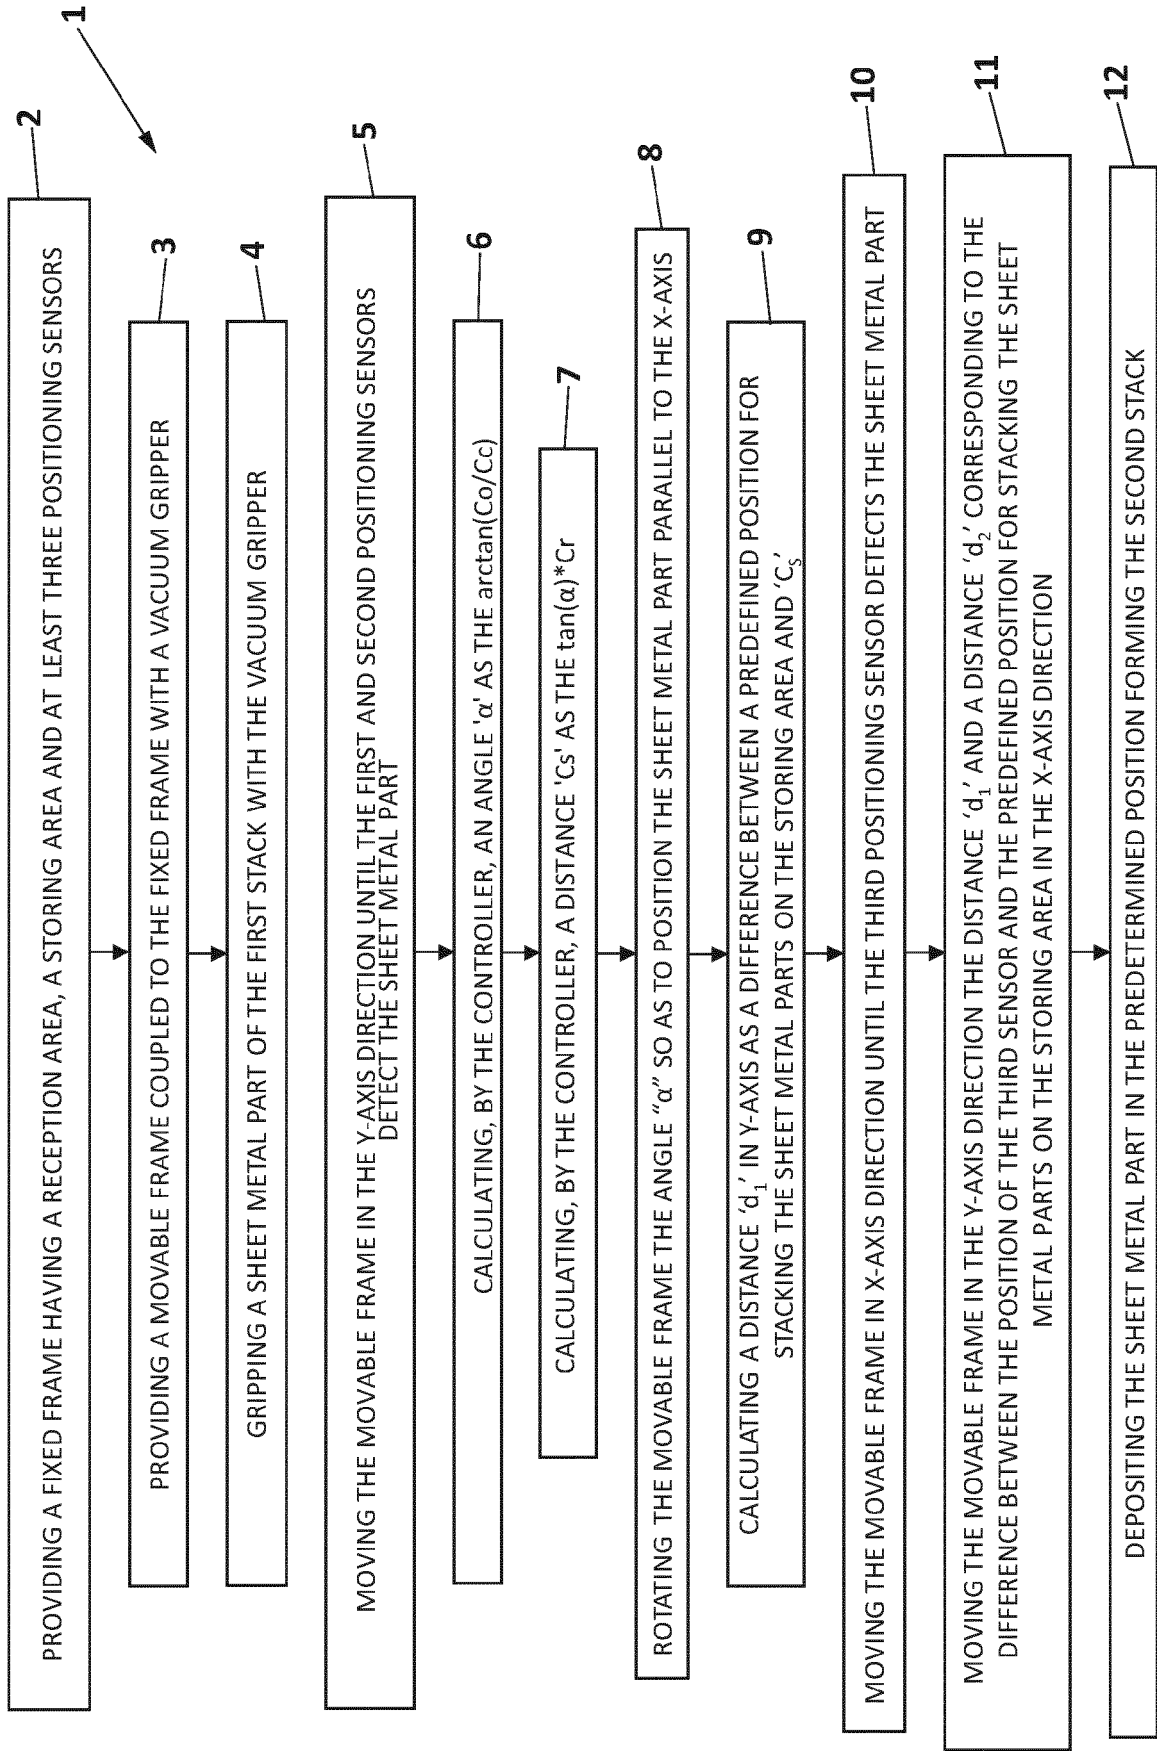 1
PROVIDING A FIXED FRAME HAVING A RECEPTION AREA, A STORING AREA AND AT LEAST THREE POSITIONING SENSORS
2
PROVIDING A MOVABLE FRAME COUPLED TO THE FIXED FRAME WITH A VACUUM GRIPPER
3
GRIPPING A SHEET METAL PART OF THE FIRST STACK WITH THE VACUUM GRIPPER
4
MOVING THE MOVABLE FRAME IN THE Y-AXIS DIRECTION UNTIL THE FIRST AND SECOND POSITIONING SENSORS
DETECT THE SHEET METAL PART
5
CALCULATING, BY THE CONTROLLER, AN ANGLE 'α' AS THE arctan(Co/Cc)
6
CALCULATING, BY THE CONTROLLER, A DISTANCE 'Cs' AS THE tan(α)*Cr
7
ROTATING THE MOVABLE FRAME THE ANGLE “α” SO AS TO POSITION THE SHEET METAL PART PARALLEL TO THE X-AXIS
8
CALCULATING A DISTANCE ‘d₁’ IN Y-AXIS AS A DIFFERENCE BETWEEN A PREDEFINED POSITION FOR
STACKING THE SHEET METAL PARTS ON THE STORING AREA AND ‘Cₛ’
9
MOVING THE MOVABLE FRAME IN X-AXIS DIRECTION UNTIL THE THIRD POSITIONING SENSOR DETECTS THE SHEET METAL PART
10
MOVING THE MOVABLE FRAME IN THE Y-AXIS DIRECTION THE DISTANCE ‘d₁’ AND A DISTANCE ‘d₂’ CORRESPONDING TO THE
DIFFERENCE BETWEEN THE POSITION OF THE THIRD SENSOR AND THE PREDEFINED POSITION FOR STACKING THE SHEET
METAL PARTS ON THE STORING AREA IN THE X-AXIS DIRECTION
11
DEPOSITING THE SHEET METAL PART IN THE PREDETERMINED POSITION FORMING THE SECOND STACK
12